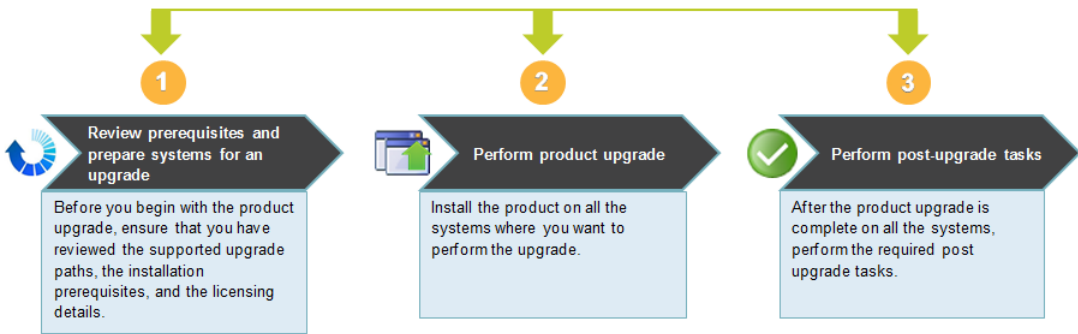 1
Review prerequisites and
prepare systems for an
upgrade
Before you begin with the product
upgrade, ensure that you have
reviewed the supported upgrade
paths, the installation
prerequisites, and the licensing
details.
2
Perform product upgrade
Install the product on all the
systems where you want to
perform the upgrade.
3
Perform post-upgrade tasks
After the product upgrade is
complete on all the systems,
perform the required post
upgrade tasks.